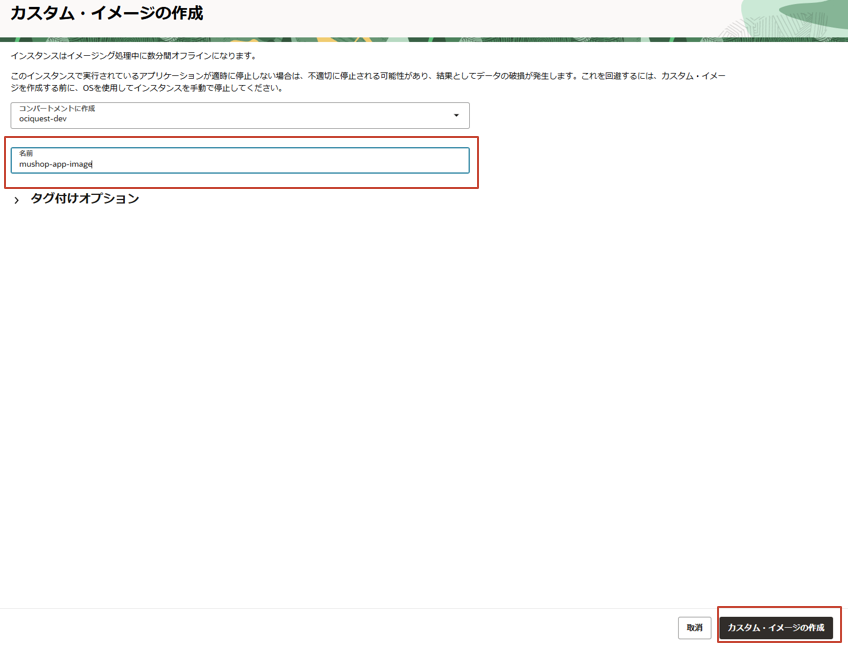 カスタム・イメージの作成
インスタンスはイメージング処理中に数分間オフラインになります。
このインスタンスで実行されているアプリケーションが適時に停止しない場合は、不適切に停止される可能性があり、結果としてデータの破損が発生します。これを回避するには、カスタム・イメー
ジを作成する前に、OSを使用してインスタンスを手動で停止してください。
コンパートメントに作成
ociquest-dev
名前
mushop-app-image
タグ付けオプション
取消
カスタム・イメージの作成